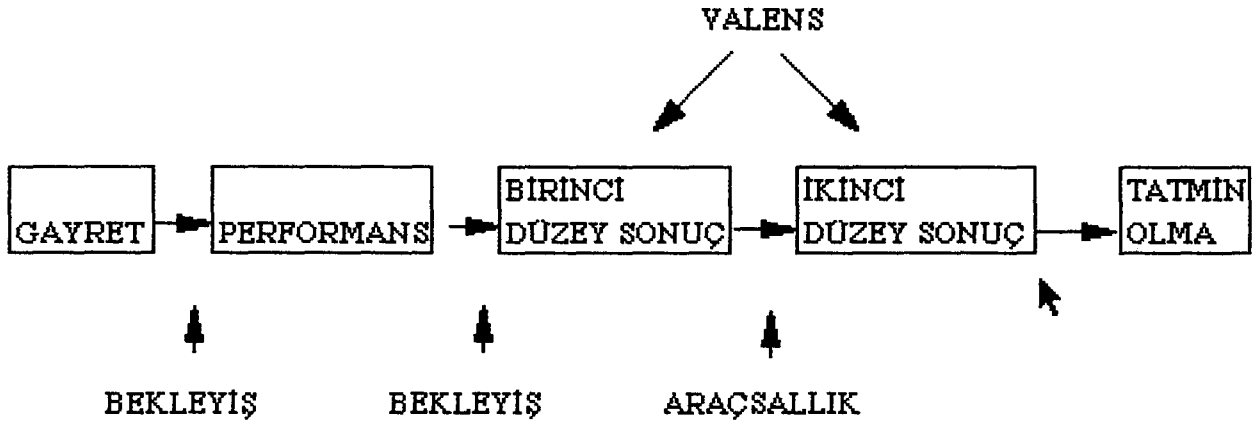 VALENS
GAYRET
PERFORMANS
BİRİNCİ
DÜZEY SONUÇ
İKİNCİ
DÜZEY SONUÇ
TATMİN
OLMA
BEKLEYİŞ
BEKLEYİŞ
ARAÇSALLIK